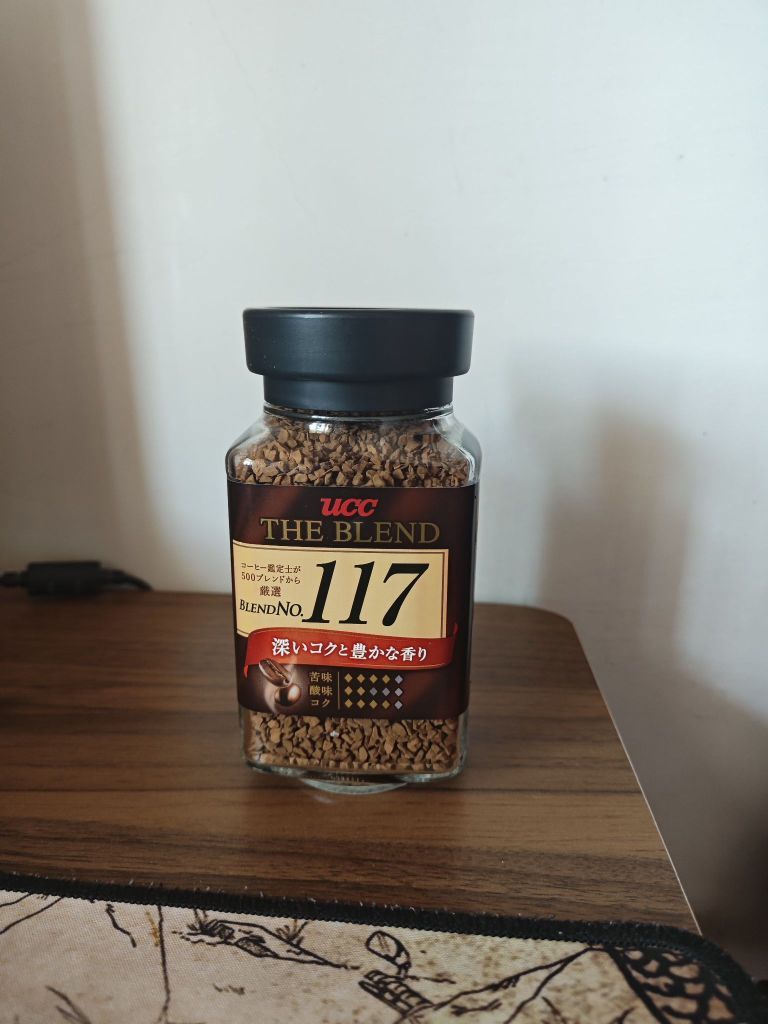 UCC
THE BLEND
コーヒー鑑定士が
500ブレンドから
厳選
BLEND NO. 117
深いコクと豊かな香り
苦味
酸味
コク